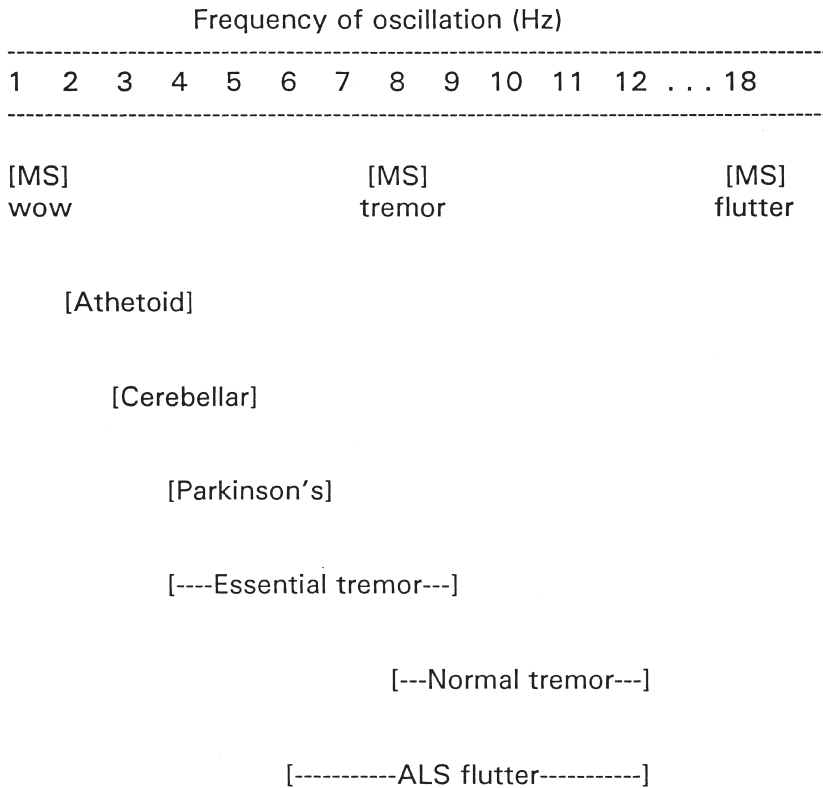 Frequency of oscillation (Hz)
1 2 3 4 5 6 7 8 9 10 11 12 . . . 18
[MS] [MS] [MS]
wow tremor flutter
[Athetoid]
[Cerebellar]
[Parkinson's]
[----Essential tremor---]
[---Normal tremor---]
[-----------ALS flutter-----------]